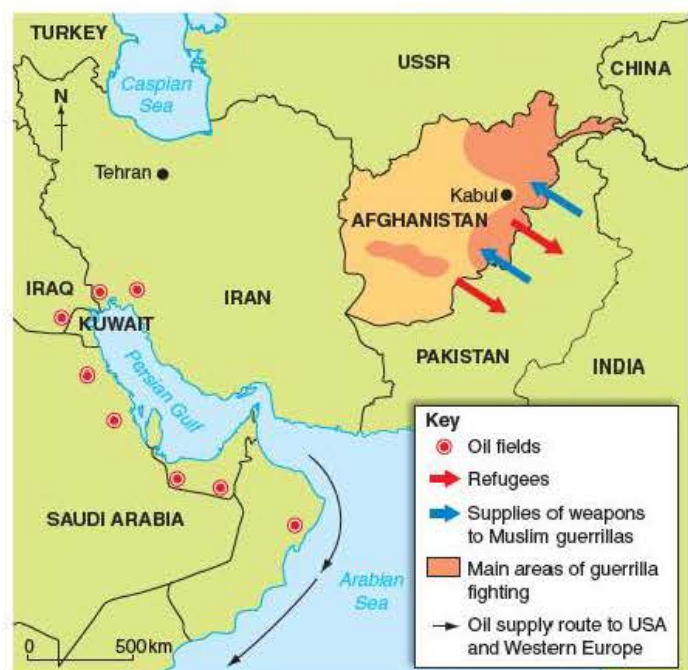 TURKEY
USSR
CHINA
Caspian
Sea
N
Tehran
Kabul
AFGHANISTAN
IRAQ
KUWAIT
IRAN
PAKISTAN
INDIA
Persian Gulf
SAUDI ARABIA
Arabian
Sea
0 500km
Key
Oil fields
Refugees
Supplies of weapons
to Muslim guerrillas
Main areas of guerrilla
fighting
Oil supply route to USA
and Western Europe